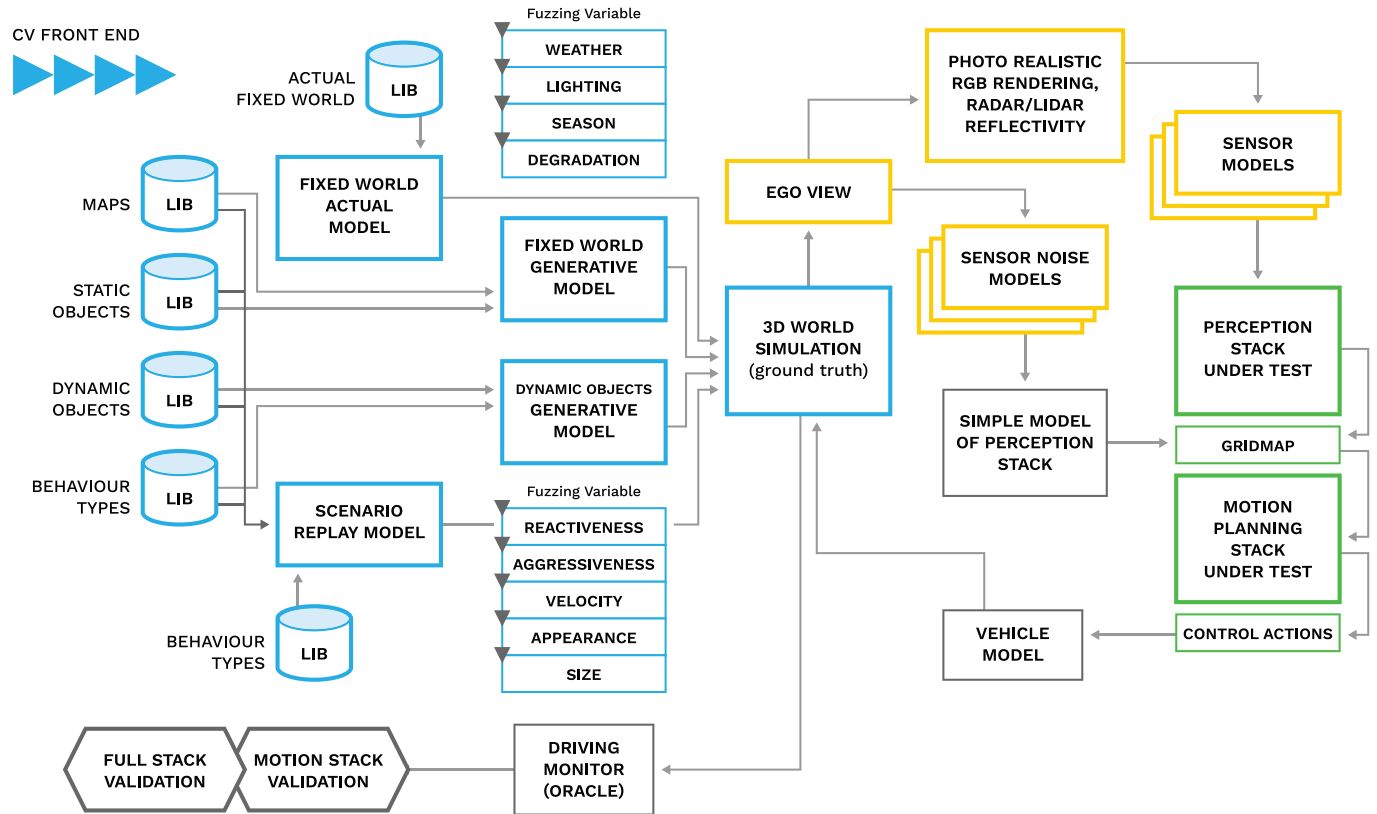 CV FRONT END
ACTUAL
FIXED WORLD
LIB
Fuzzing Variable
WEATHER
LIGHTING
SEASON
DEGRADATION
PHOTO REALISTIC
RGB RENDERING,
RADAR/LIDAR
REFLECTIVITY
SENSOR
MODELS
MAPS
LIB
FIXED WORLD
ACTUAL
MODEL
EGO VIEW
FIXED WORLD
GENERATIVE
MODEL
SENSOR NOISE
MODELS
STATIC
OBJECTS
LIB
3D WORLD
SIMULATION
(ground truth)
PERCEPTION
STACK
UNDER TEST
DYNAMIC
OBJECTS
LIB
DYNAMIC OBJECTS
GENERATIVE
MODEL
SIMPLE MODEL
OF PERCEPTION
STACK
GRIDMAP
BEHAVIOUR
TYPES
LIB
SCENARIO
REPLAY MODEL
Fuzzing Variable
REACTIVENESS
AGGRESSIVENESS
VELOCITY
APPEARANCE
SIZE
MOTION
PLANNING
STACK
UNDER TEST
BEHAVIOUR
TYPES
LIB
VEHICLE
MODEL
CONTROL ACTIONS
FULL STACK
VALIDATION
MOTION STACK
VALIDATION
DRIVING
MONITOR
(ORACLE)